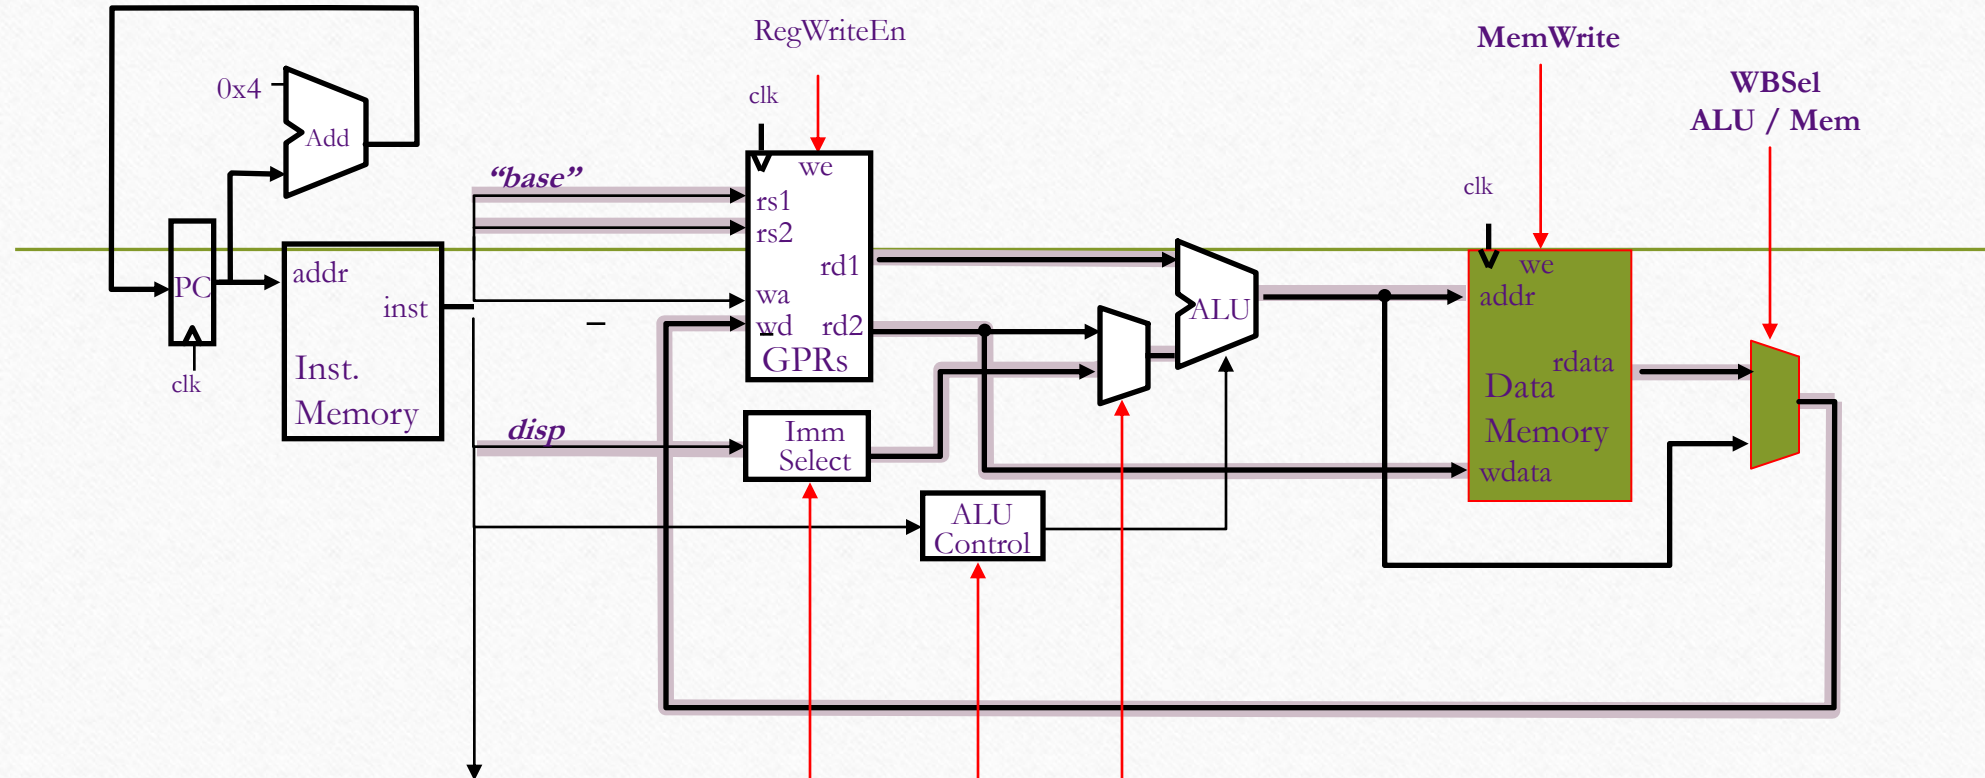 RegWriteEn
MemWrite
WBSel
ALU / Mem
0x4
Add
clk
clk
"base"
we
rs1
rs2
rd1
wa
wd
rd2
GPRs
PC
clk
addr
inst
Inst.
Memory
ALU
we
addr
rdata
Data
Memory
wdata
disp
Imm
Select
ALU
Control